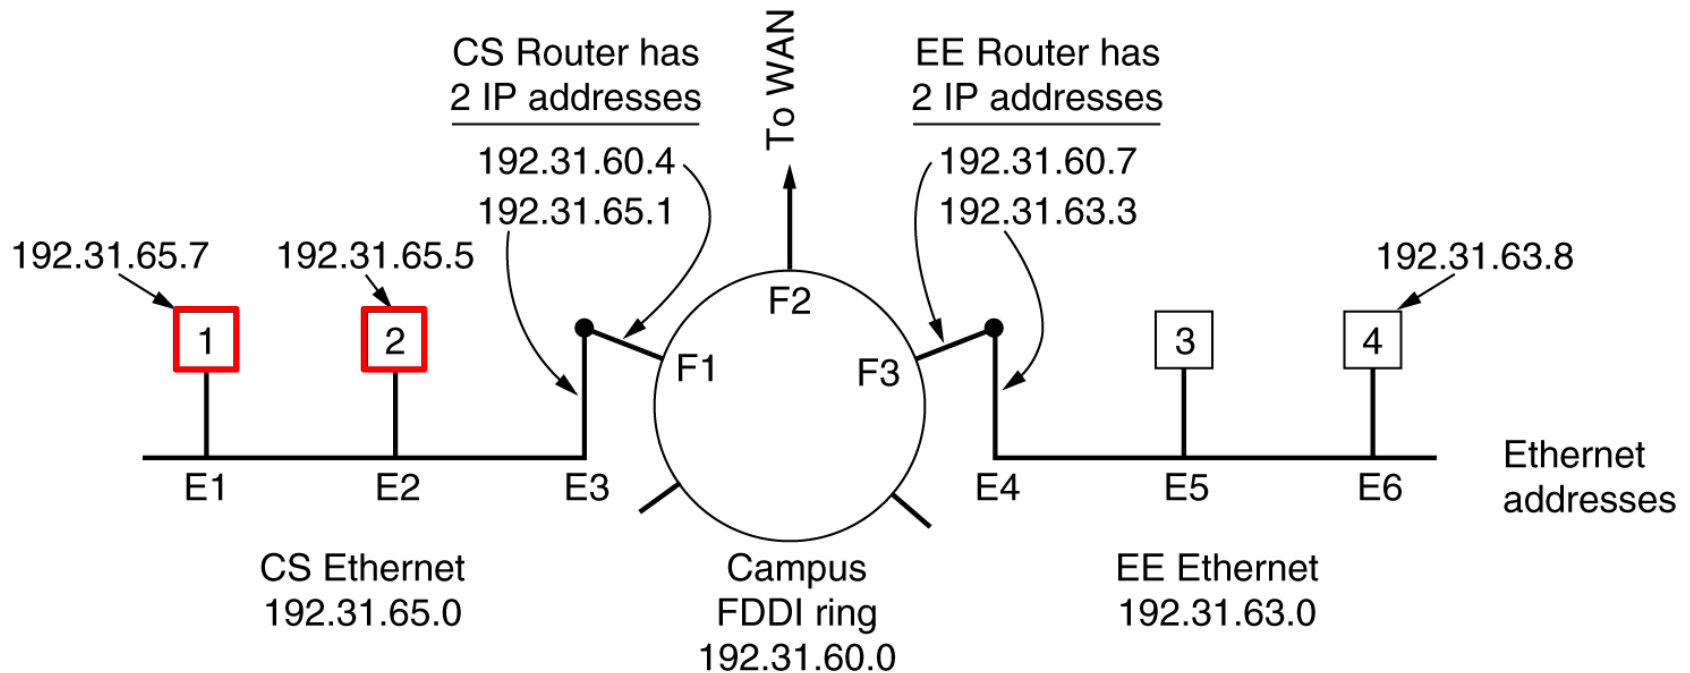 To WAN
CS Router has
2 IP addresses
192.31.60.4
192.31.65.1
EE Router has
2 IP addresses
192.31.60.7
192.31.63.3
192.31.65.7
192.31.65.5
192.31.63.8
1
2
3
4
F1
F2
F3
E1
E2
E3
E4
E5
E6
Ethernet
addresses
CS Ethernet
192.31.65.0
Campus
FDDI ring
192.31.60.0
EE Ethernet
192.31.63.0